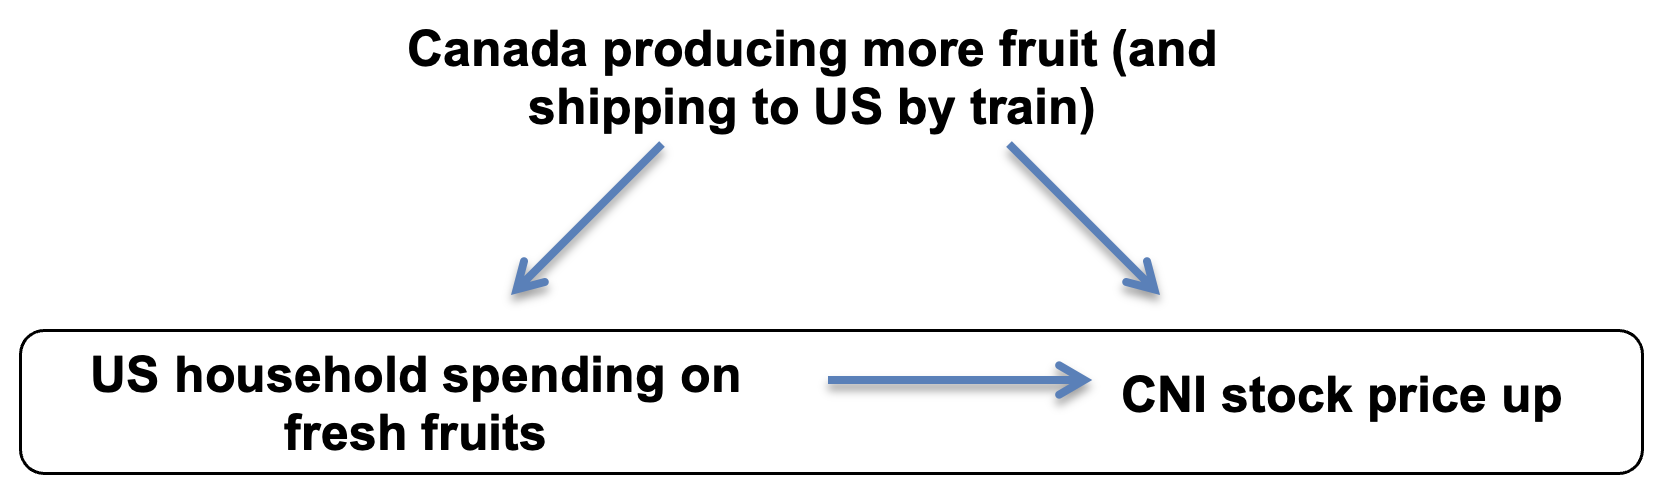 Canada producing more fruit (and
shipping to US by train)
US household spending on
fresh fruits
CNI stock price up